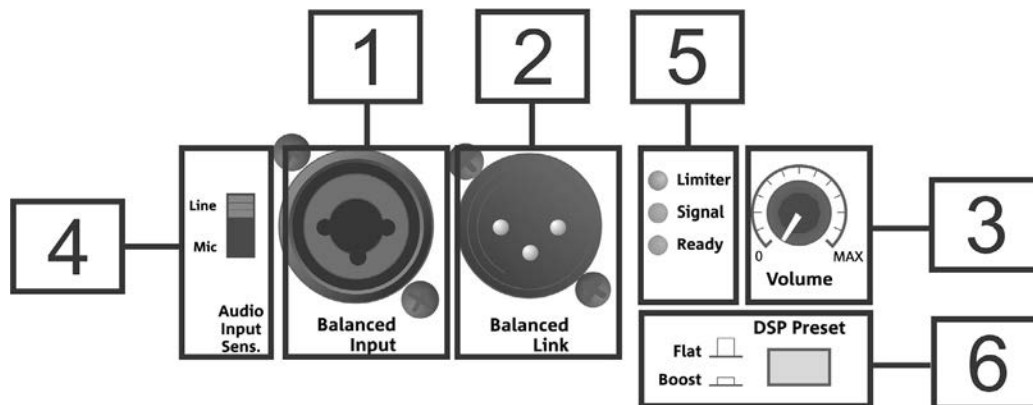 1
2
5
4
Line
Mic
Audio
Input
Sens.
Balanced
Input
Balanced
Link
Limiter
Signal
Ready
0
MAX
Volume
3
DSP Preset
Flat
Boost
6